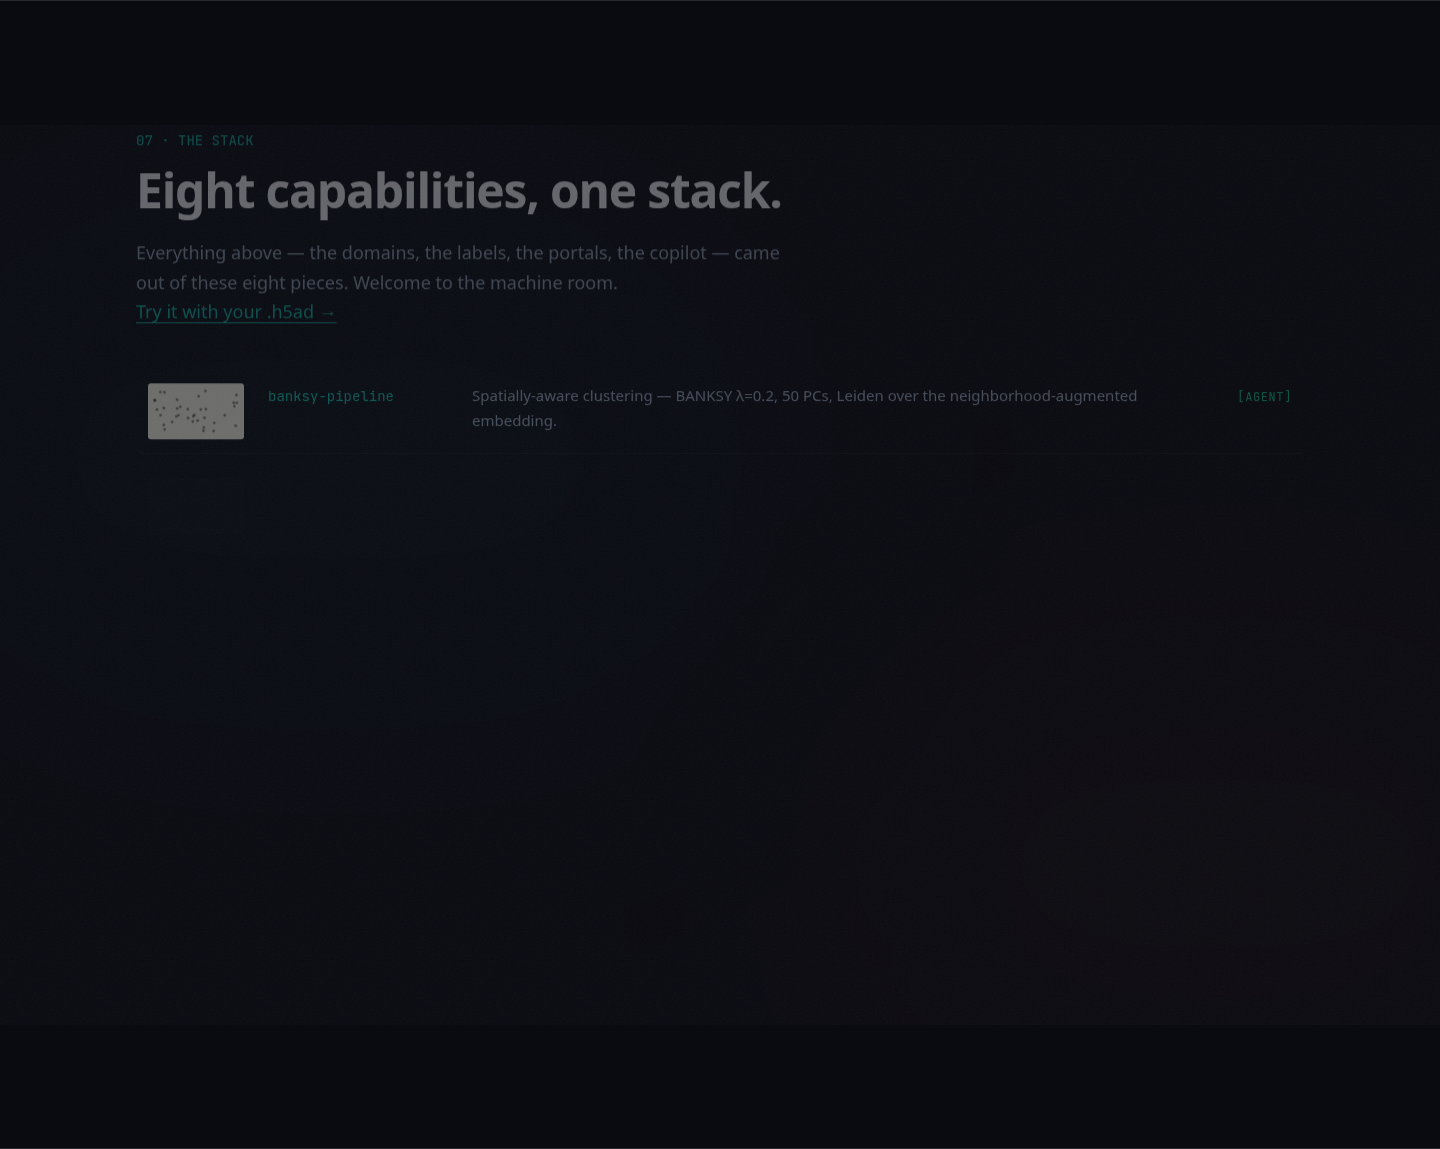 07 · THE STACK
Eight capabilities, one stack.
Everything above — the domains, the labels, the portals, the copilot — came
out of these eight pieces. Welcome to the machine room.
Try it with your .h5ad →
banksy-pipeline
Spatially-aware clustering — BANKSY λ=0.2, 50 PCs, Leiden over the neighborhood-augmented
embedding.
[AGENT]